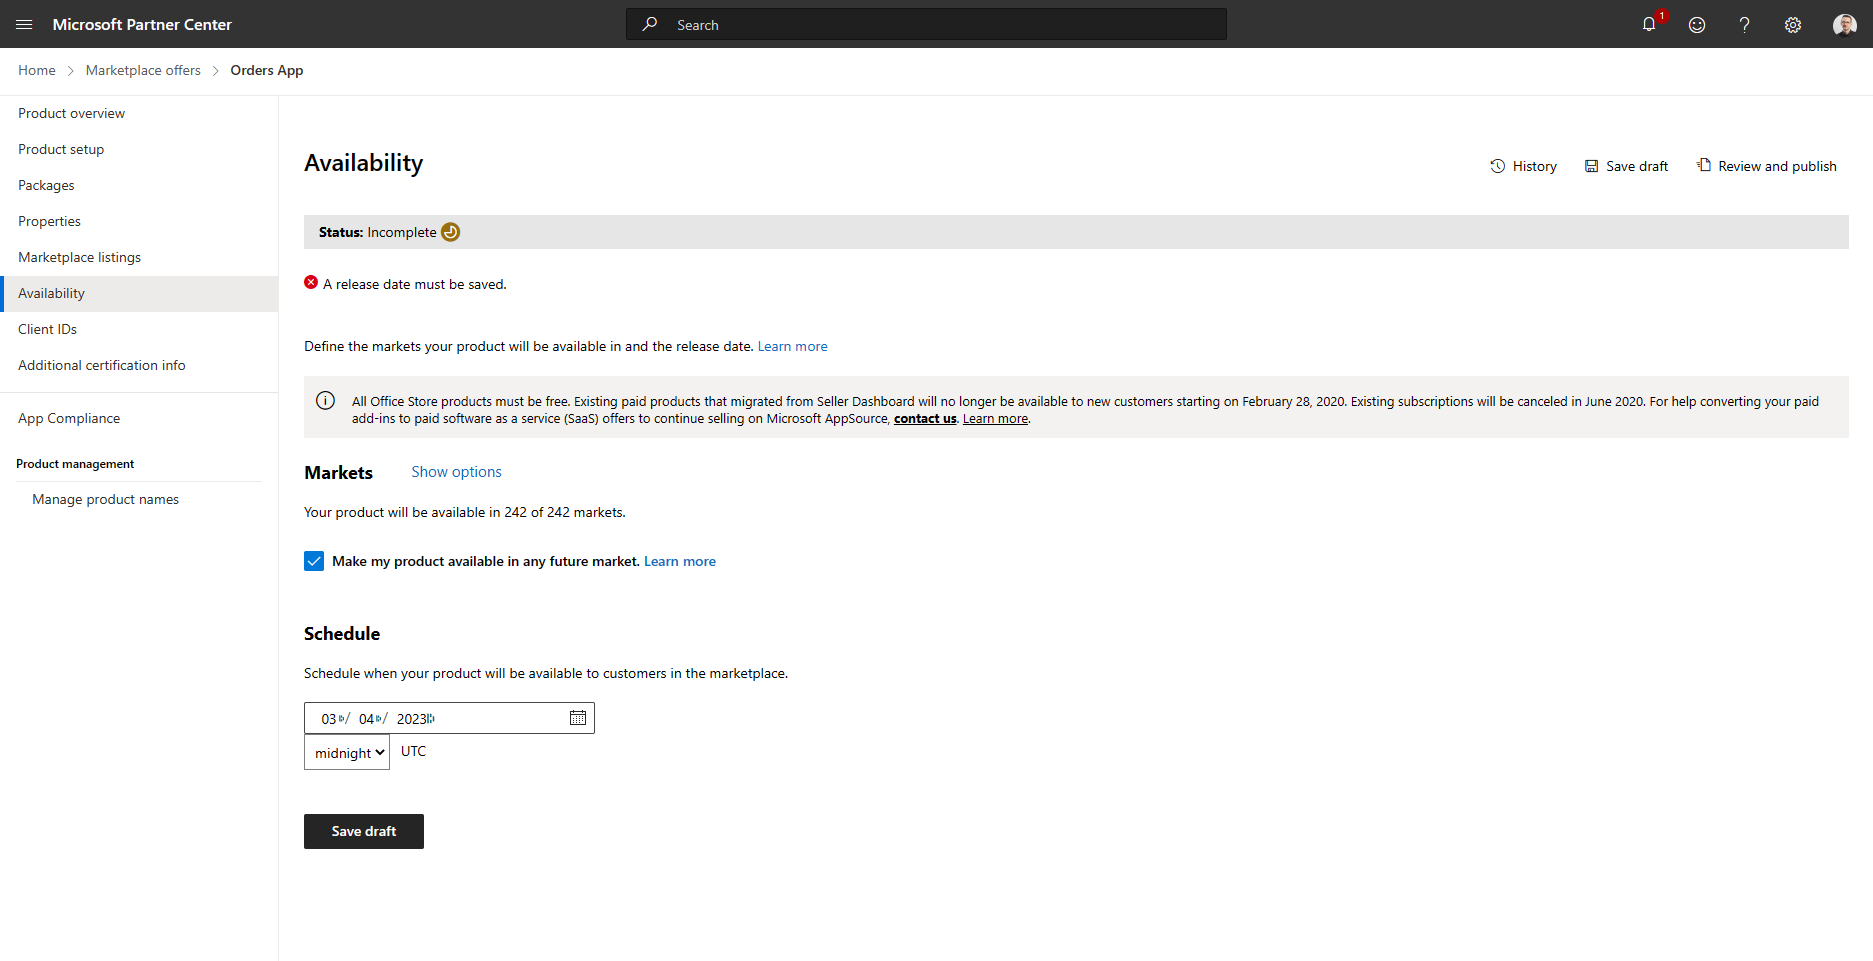 Microsoft Partner Center
Search
1
Home
Marketplace offers
Orders App
Product overview
Product setup
Packages
Properties
Marketplace listings
Availability
Client IDs
Additional certification info
App Compliance
Product management
Manage product names
Availability
History
Save draft
Review and publish
Status: Incomplete
A release date must be saved.
Define the markets your product will be available in and the release date. Learn more
All Office Store products must be free. Existing paid products that migrated from Seller Dashboard will no longer be available to new customers starting on February 28, 2020. Existing subscriptions will be canceled in June 2020. For help converting your paid
add-ins to paid software as a service (SaaS) offers to continue selling on Microsoft AppSource, contact us. Learn more.
Markets Show options
Your product will be available in 242 of 242 markets.
Make my product available in any future market. Learn more
Schedule
Schedule when your product will be available to customers in the marketplace.
03 / 04 / 2023
midnight UTC
Save draft